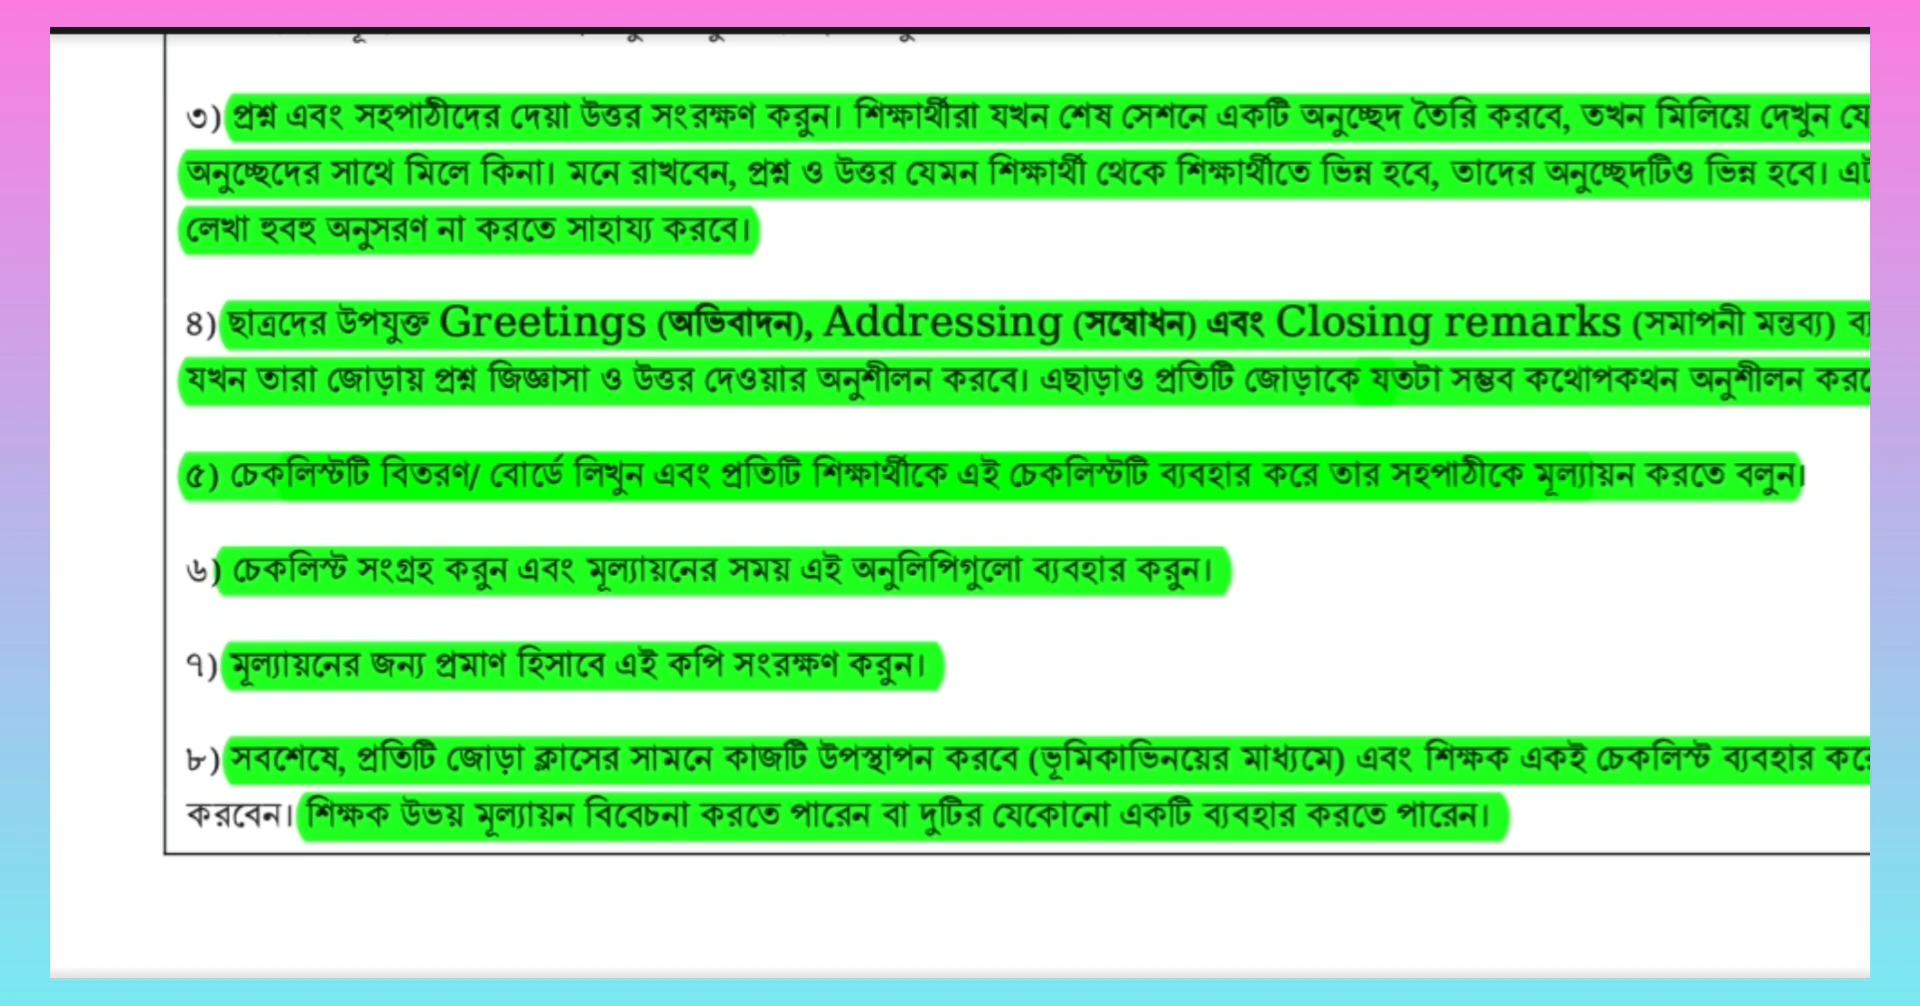 ৩) প্রশ্ন এবং সহপাঠীদের দেয়া উত্তর সংরক্ষণ করুন। শিক্ষার্থীরা যখন শেষ সেশনে একটি অনুচ্ছেদ তৈরি করবে, তখন মিলিয়ে দেখুন
অনুচ্ছেদের সাথে মিলে কিনা। মনে রাখবেন, প্রশ্ন ও উত্তর যেমন শিক্ষার্থী থেকে শিক্ষার্থীতে ভিন্ন হবে, তাদের অনুচ্ছেদটিও ভিন্ন হবে।
লেখা হুবহু অনুসরণ না করতে সাহায্য করবে।
৪) ছাত্রদের উপযুক্ত Greetings (অভিবাদন), Addressing (সম্বোধন) এবং Closing remarks (সমাপনী মন্তব্য)
যখন তারা জোড়ায় প্রশ্ন জিজ্ঞাসা ও উত্তর দেওয়ার অনুশীলন করবে। এছাড়াও প্রতিটি জোড়াকে যতটা সম্ভব কথোপকথন অনুশীলন
৫) চেকলিস্টটি বিতরণ/ বোর্ডে লিখুন এবং প্রতিটি শিক্ষার্থীকে এই চেকলিস্টটি ব্যবহার করে তার সহপাঠীকে মূল্যায়ন করতে বলুন।
৬) চেকলিস্ট সংগ্রহ করুন এবং মূল্যায়নের সময় এই অনুলিপিগুলো ব্যবহার করুন।
৭) মূল্যায়নের জন্য প্রমাণ হিসাবে এই কপি সংরক্ষণ করুন।
৮) সবশেষে, প্রতিটি জোড়া ক্লাসের সামনে কাজটি উপস্থাপন করবে (ভূমিকাভিনয়ের মাধ্যমে) এবং শিক্ষক একই চেকলিস্ট ব্যবহার করে
করবেন। শিক্ষক উভয় মূল্যায়ন বিবেচনা করতে পারেন বা দুটির যেকোনো একটি ব্যবহার করতে পারেন।